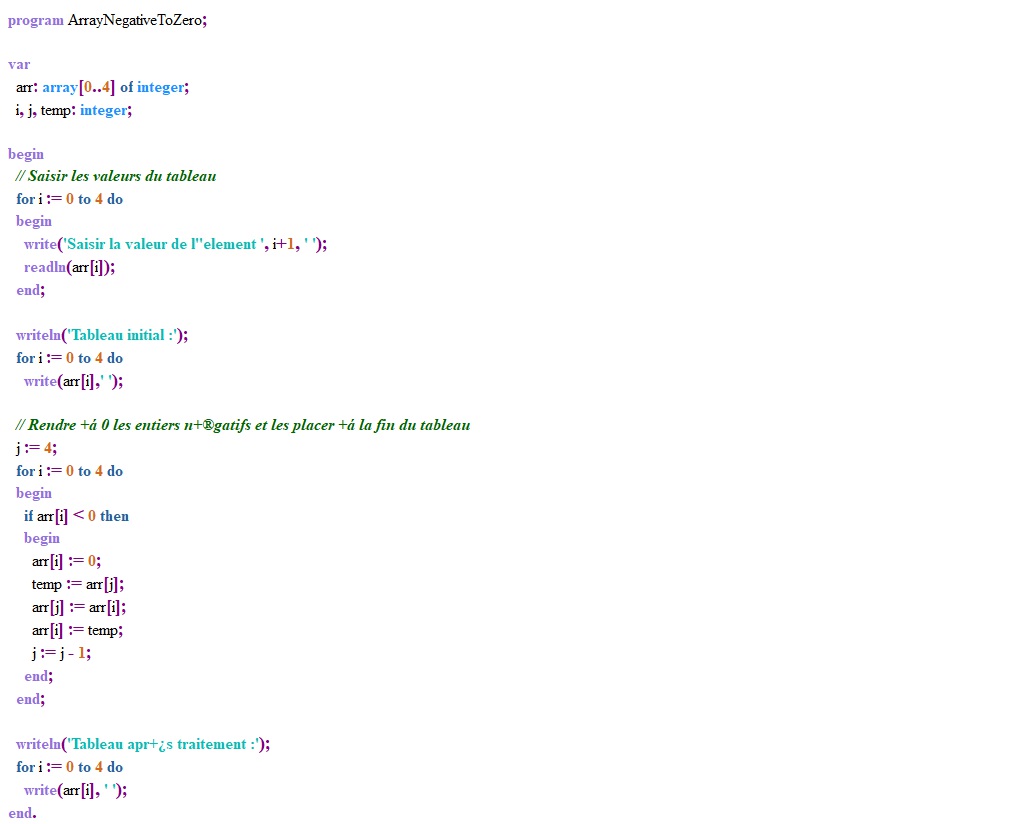 program ArrayNegativeToZero;
var
arr: array[0..4] of integer;
i, j, temp: integer;
begin
// Saisir les valeurs du tableau
for i := 0 to 4 do
begin
write('Saisir la valeur de l''element ', i+1, ' ');
readln(arr[i]);
end;
writeln('Tableau initial :');
for i := 0 to 4 do
write(arr[i],' ');
// Rendre +á 0 les entiers n+®gatifs et les placer +á la fin du tableau
j := 4;
for i := 0 to 4 do
begin
if arr[i] < 0 then
begin
arr[i] := 0;
temp := arr[j];
arr[j] := arr[i];
arr[i] := temp;
j := j - 1;
end;
end;
writeln('Tableau apr+¿s traitement :');
for i := 0 to 4 do
write(arr[i], ' ');
end.